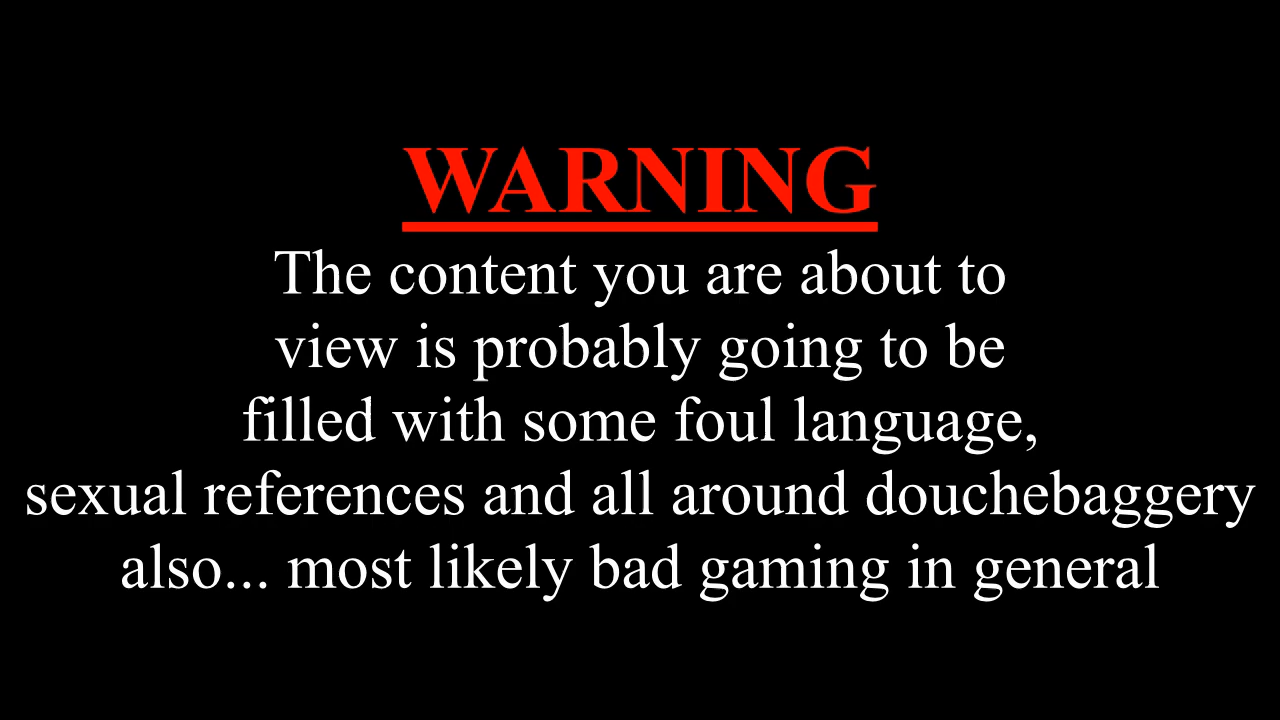 WARNING
The content you are about to
view is probably going to be
filled with some foul language,
sexual references and all around douchebaggery
also... most likely bad gaming in general